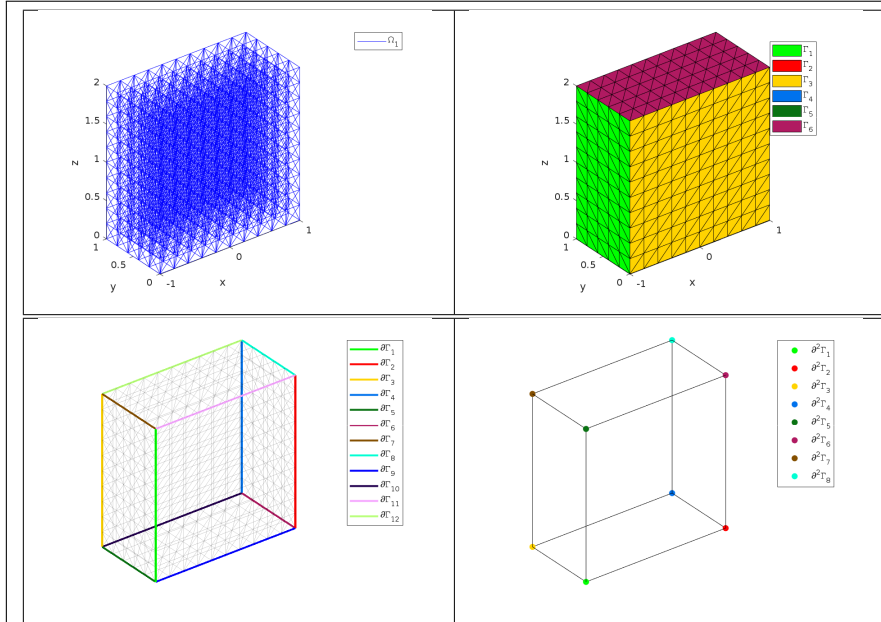 Ω₁
2
1.5
1
0.5
0
z
1
0.5
0
y
-1
0
1
x
Γ₁
Γ₂
Γ₃
Γ₄
Γ₅
Γ₆
2
1.5
1
0.5
0
z
1
0.5
0
y
-1
0
1
x
∂Γ₁
∂Γ₂
∂Γ₃
∂Γ₄
∂Γ₅
∂Γ₆
∂Γ₇
∂Γ₈
∂Γ₉
∂Γ₁₀
∂Γ₁₁
∂Γ₁₂
∂²Γ₁
∂²Γ₂
∂²Γ₃
∂²Γ₄
∂²Γ₅
∂²Γ₆
∂²Γ₇
∂²Γ₈